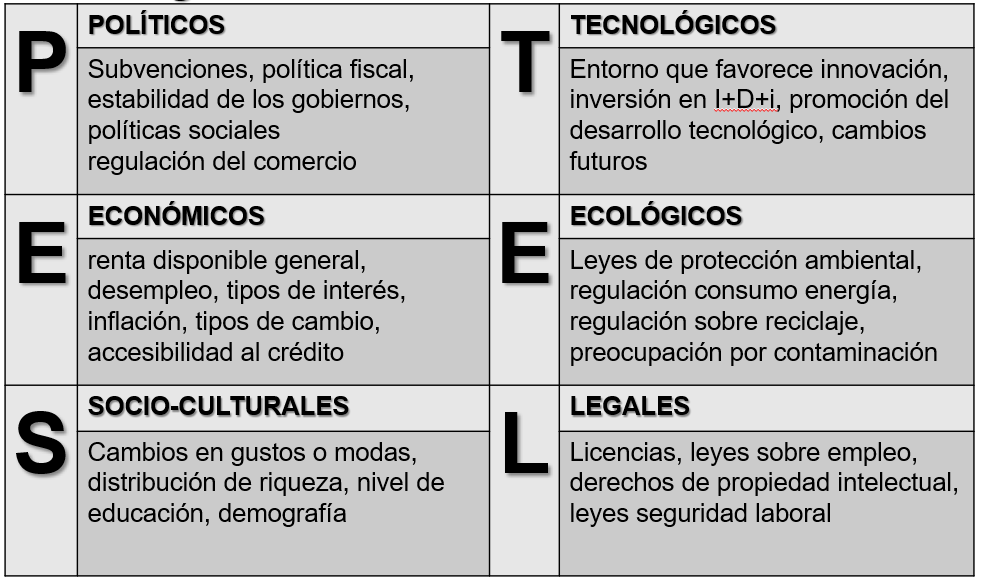 P
POLÍTICOS
Subvenciones, política fiscal,
estabilidad de los gobiernos,
políticas sociales
regulación del comercio
E
ECONÓMICOS
renta disponible general,
desempleo, tipos de interés,
inflación, tipos de cambio,
accesibilidad al crédito
S
SOCIO-CULTURALES
Cambios en gustos o modas,
distribución de riqueza, nivel de
educación, demografía
T
TECNOLÓGICOS
Entorno que favorece innovación,
inversión en I+D+i, promoción del
desarrollo tecnológico, cambios
futuros
E
ECOLÓGICOS
Leyes de protección ambiental,
regulación consumo energía,
regulación sobre reciclaje,
preocupación por contaminación
L
LEGALES
Licencias, leyes sobre empleo,
derechos de propiedad intelectual,
leyes seguridad laboral